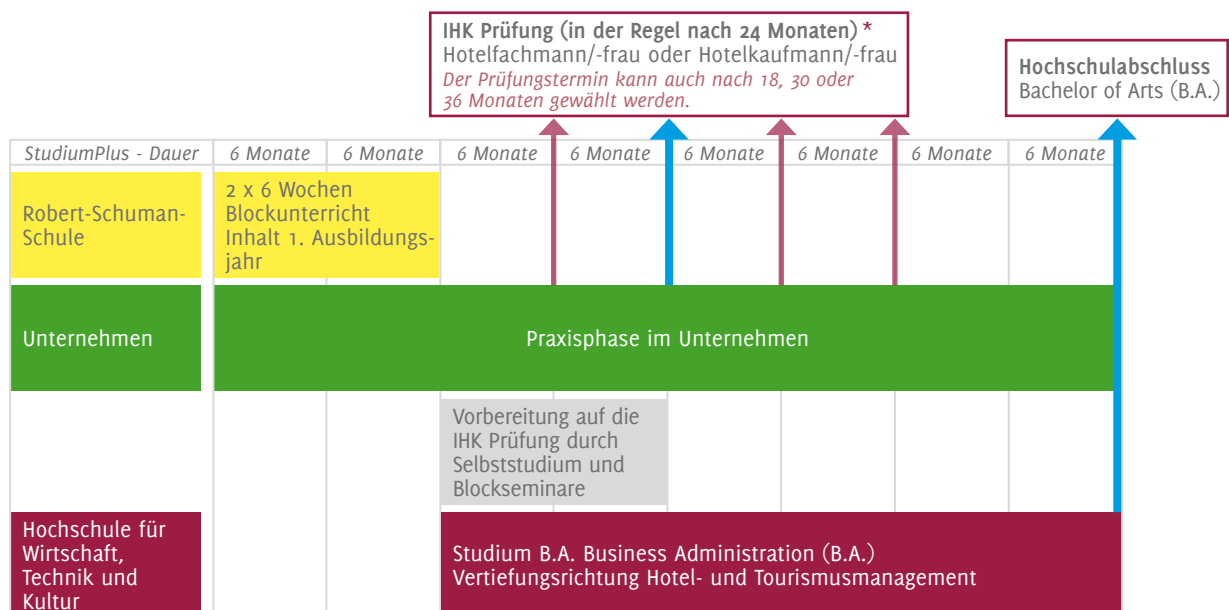 IHK Prüfung (in der Regel nach 24 Monaten) *
Hotelfachmann/-frau oder Hotelkaufmann/-frau
Der Prüfungstermin kann auch nach 18, 30 oder
36 Monaten gewählt werden.
Hochschulabschluss
Bachelor of Arts (B.A.)
StudiumPlus - Dauer 6 Monate 6 Monate 6 Monate 6 Monate 6 Monate 6 Monate 6 Monate 6 Monate
Robert-Schuman-
Schule
2 x 6 Wochen
Blockunterricht
Inhalt 1. Ausbildungs-
jahr
Unternehmen
Praxisphase im Unternehmen
Vorbereitung auf die
IHK Prüfung durch
Selbststudium und
Blockseminare
Hochschule für
Wirtschaft,
Technik und
Kultur
Studium B.A. Business Administration (B.A.)
Vertiefungsrichtung Hotel- und Tourismusmanagement